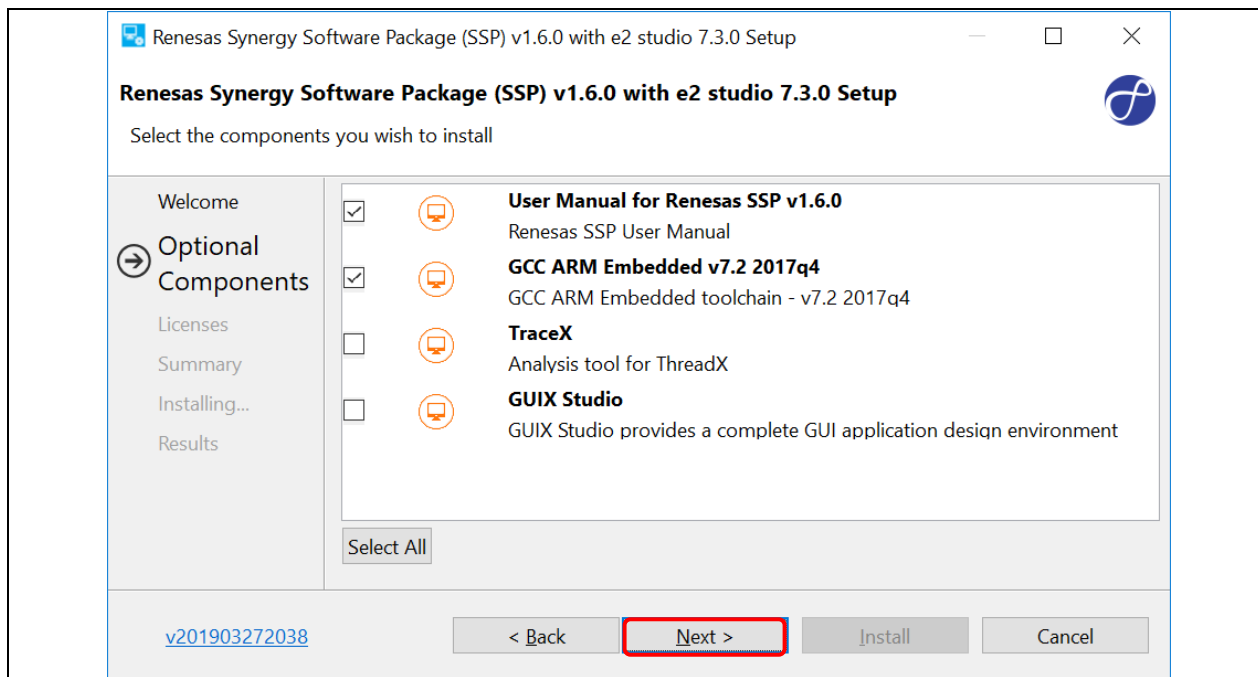 Renesas Synergy Software Package (SSP) v1.6.0 with e2 studio 7.3.0 Setup
Renesas Synergy Software Package (SSP) v1.6.0 with e2 studio 7.3.0 Setup
Select the components you wish to install
Welcome
Optional
Components
Licenses
Summary
Installing...
Results
User Manual for Renesas SSP v1.6.0
Renesas SSP User Manual
GCC ARM Embedded v7.2 2017q4
GCC ARM Embedded toolchain - v7.2 2017q4
TraceX
Analysis tool for ThreadX
GUIX Studio
GUIX Studio provides a complete GUI application design environment
Select All
v201903272038
< Back
Next >
Install
Cancel